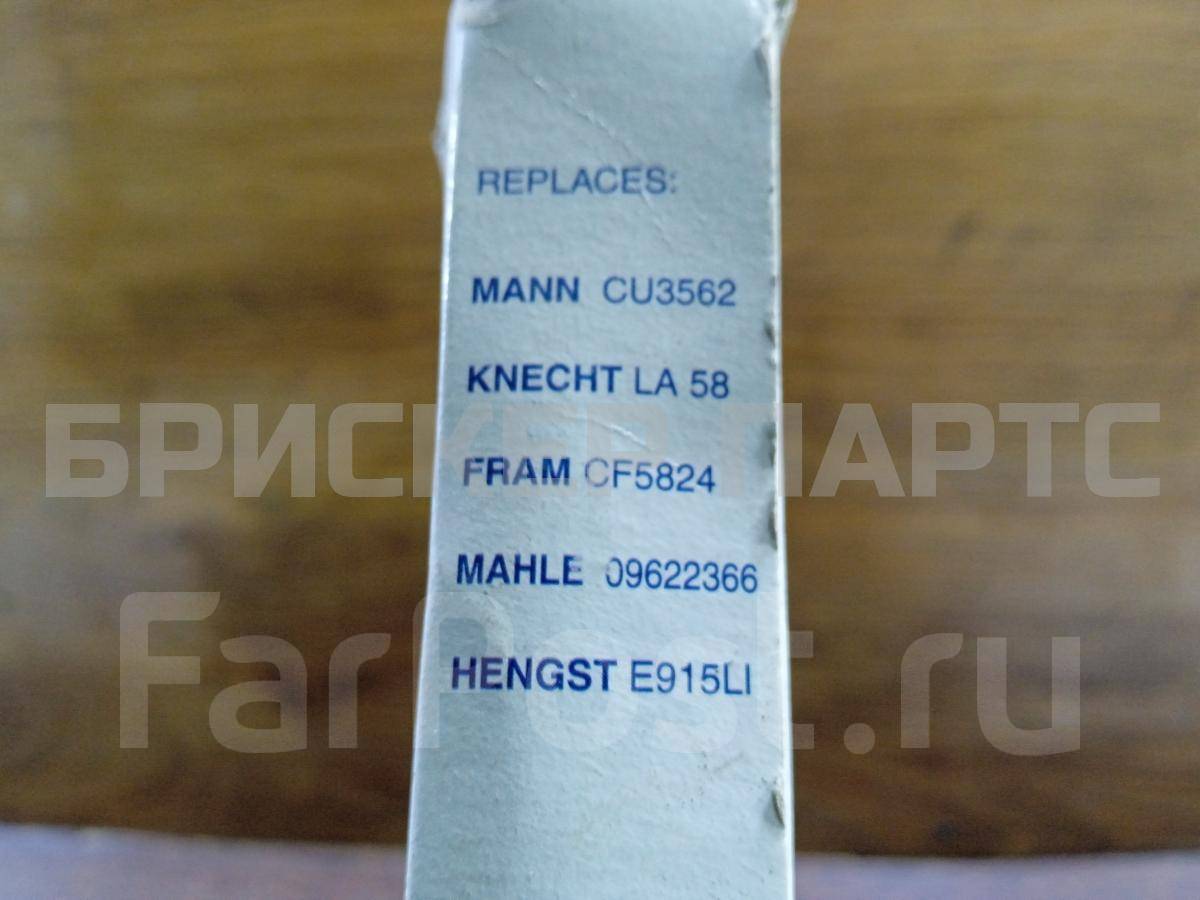 REPLACES:
MANN CU3562
KNECHT LA 58
БРИСКЕР ПАРТС
FRAM CF5824
MAHLE 09622366
FarPost.ru
HENGST E915LI